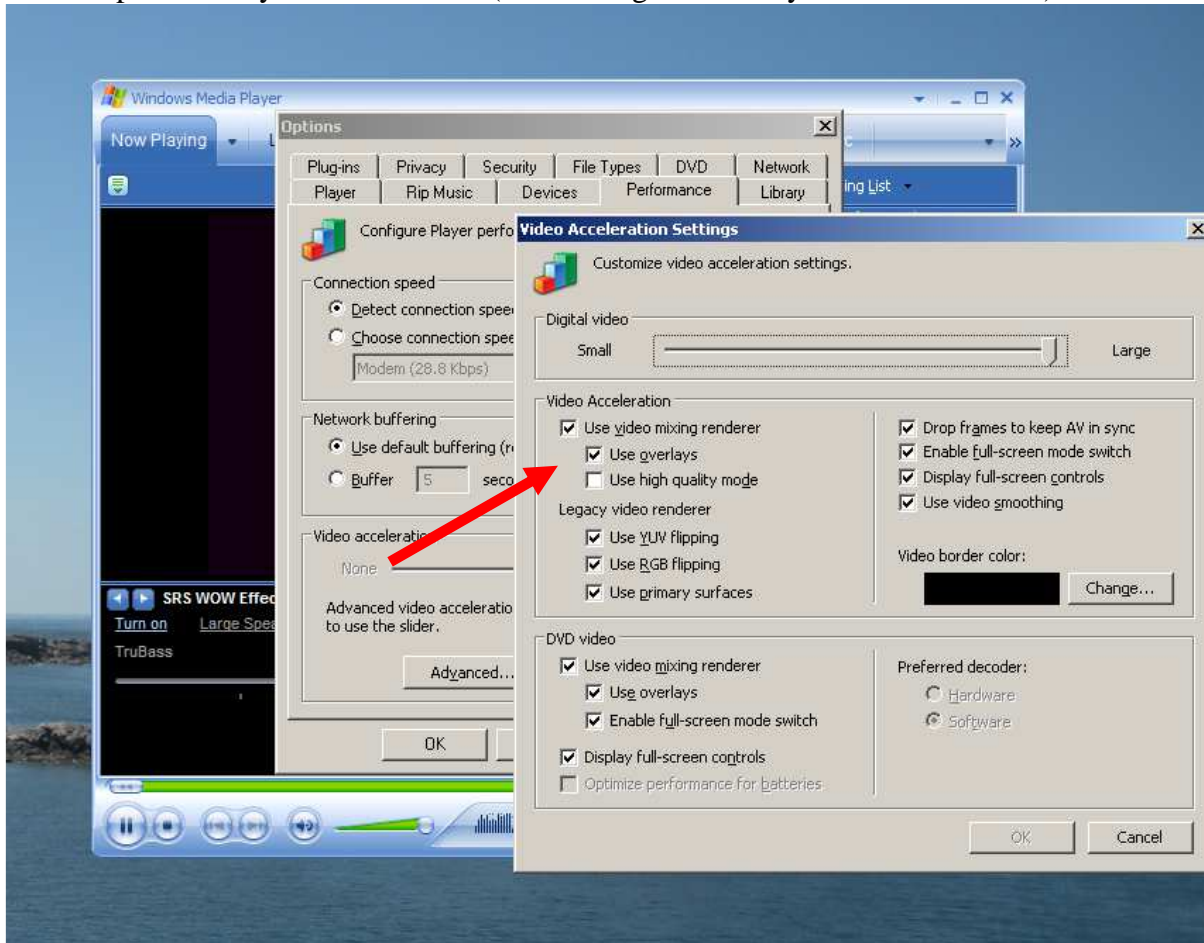 Windows Media Player
Now Playing
Options
Plug-ins Privacy Security File Types DVD Network
Player Rip Music Devices Performance Library
ing List
Configure Player perfo
Connection speed
Detect connection spee
Choose connection spee
Modem (28.8 Kbps)
Network buffering
Use default buffering (r
Buffer 5 seco
Video acceleratio
None
Advanced video acceleratio
to use the slider.
Advanced...
OK
SRS WOW Effec
Turn on Large Spea
TruBass
Video Acceleration Settings
Customize video acceleration settings.
Digital video
Small Large
Video Acceleration
Use video mixing renderer
Use overlays
Use high quality mode
Legacy video renderer
Use YUV flipping
Use RGB flipping
Use primary surfaces
Drop frames to keep AV in sync
Enable full-screen mode switch
Display full-screen controls
Use video smoothing
Video border color:
Change...
DVD video
Use video mixing renderer
Use overlays
Enable full-screen mode switch
Display full-screen controls
Optimize performance for batteries
Preferred decoder:
Hardware
Software
OK Cancel